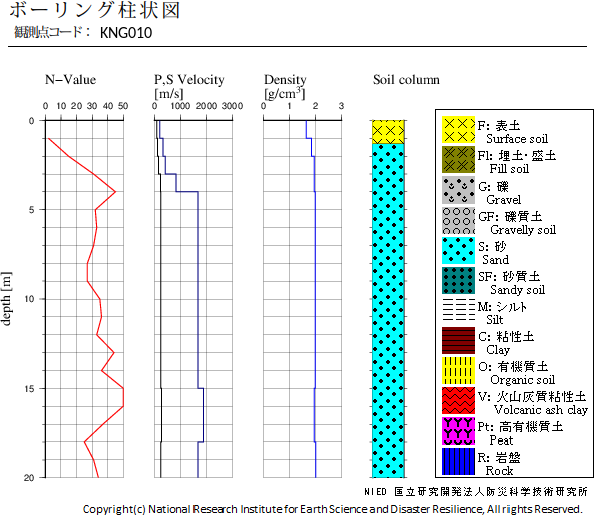 ボーリング柱状図
観測点コード： KNG010
N−Value
P,S Velocity
[m/s]
Density
[g/cm3]
Soil column
0 10 20 30 40 50
0 1000 2000 3000
0 1 2 3
depth [m]
0
5
10
15
20
F: 表土
Surface soil
Fl: 埋土・盛土
Fill soil
G: 礫
Gravel
GF: 礫質土
Gravelly soil
S: 砂
Sand
SF: 砂質土
Sandy soil
M: シルト
Silt
C: 粘性土
Clay
O: 有機質土
Organic soil
V: 火山灰質粘性土
Volcanic ash clay
Pt: 高有機質土
Peat
R: 岩盤
Rock
NIED 国立研究開発法人防災科学技術研究所
Copyright(c) National Research Institute for Earth Science and Disaster Resilience, All rights Reserved.